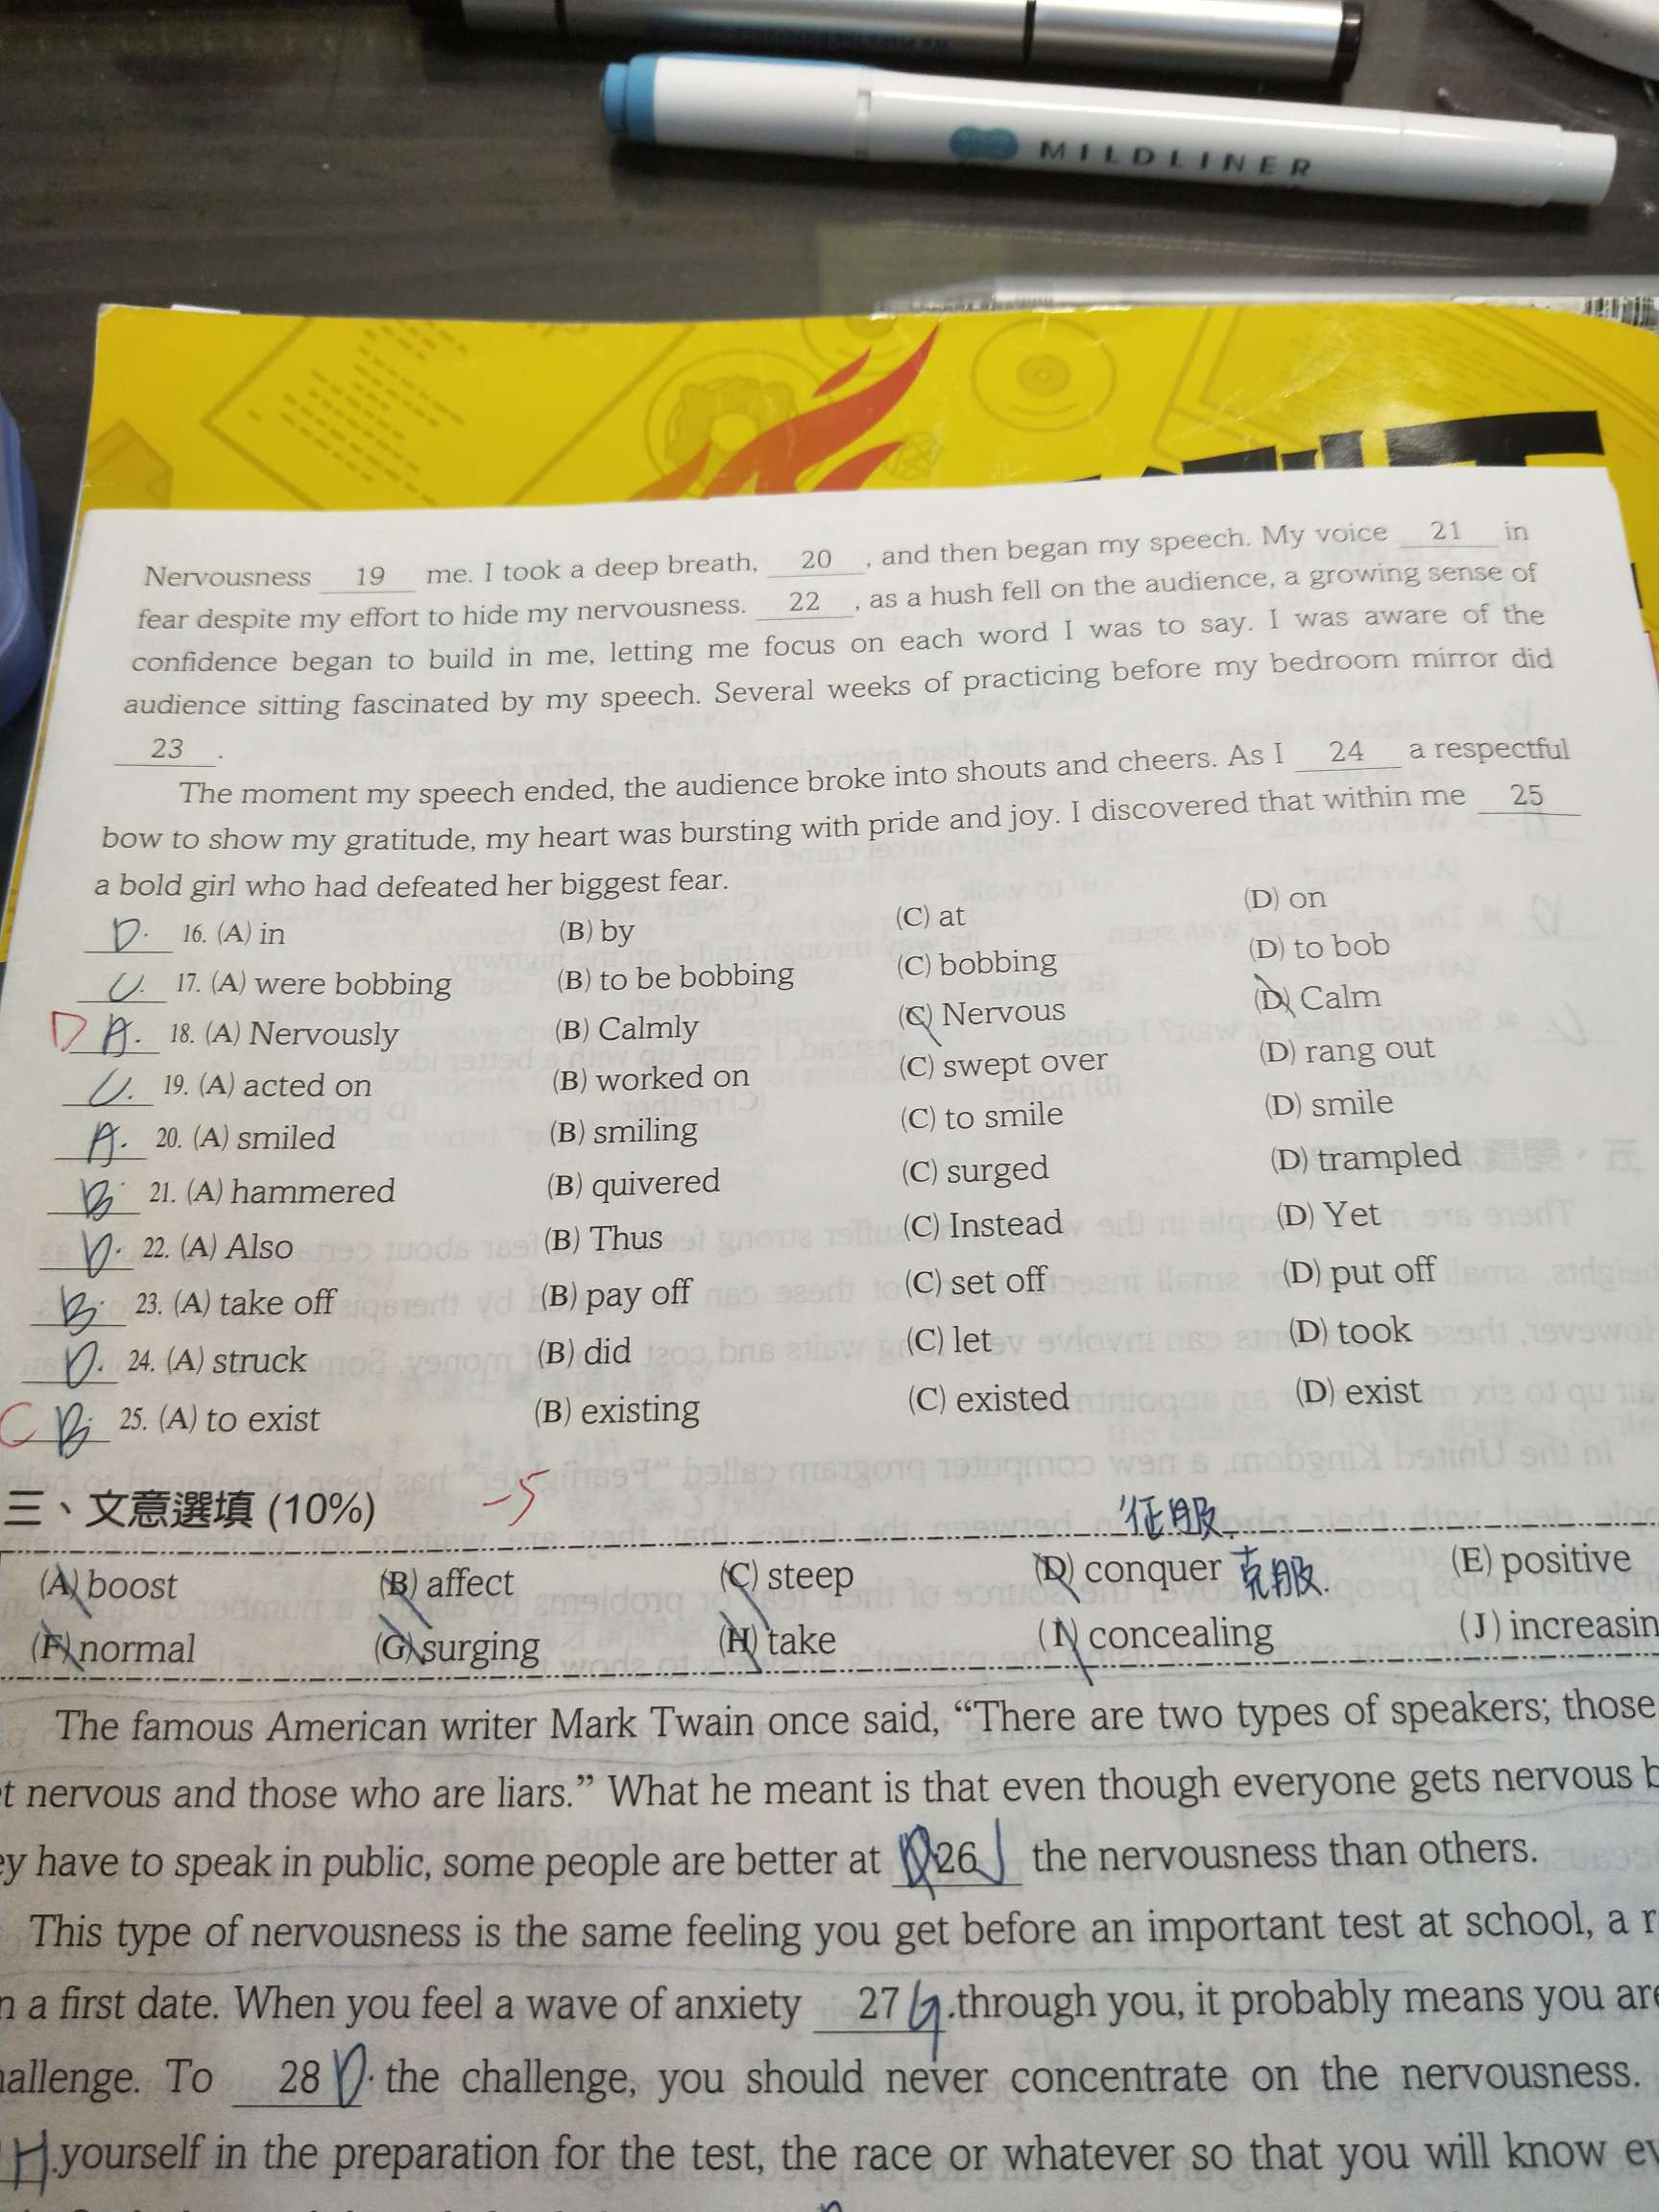 MILDLINER
Nervousness 19 me. I took a deep breath, 20 , and then began my speech. My voice 21 in
fear despite my effort to hide my nervousness. 22 , as a hush fell on the audience, a growing sense of
confidence began to build in me, letting me focus on each word I was to say. I was aware of the
audience sitting fascinated by my speech. Several weeks of practicing before my bedroom mirror did
23 .
The moment my speech ended, the audience broke into shouts and cheers. As I 24 a respectful
bow to show my gratitude, my heart was bursting with pride and joy. I discovered that within me 25
a bold girl who had defeated her biggest fear.
D. 16. (A) in (B) by (C) at (D) on
C. 17. (A) were bobbing (B) to be bobbing (C) bobbing (D) to bob
D A. 18. (A) Nervously (B) Calmly (C) Nervous (D) Calm
C. 19. (A) acted on (B) worked on (C) swept over (D) rang out
A. 20. (A) smiled (B) smiling (C) to smile (D) smile
B. 21. (A) hammered (B) quivered (C) surged (D) trampled
D. 22. (A) Also (B) Thus (C) Instead (D) Yet
B. 23. (A) take off (B) pay off (C) set off (D) put off
D. 24. (A) struck (B) did (C) let (D) took
C B. 25. (A) to exist (B) existing (C) existed (D) exist
三、文意選填 (10%) -5
征服
(A) boost (B) affect (C) steep (D) conquer 克服. (E) positive
(F) normal (G) surging (H) take (I) concealing (J) increasin
The famous American writer Mark Twain once said, “There are two types of speakers; those
t nervous and those who are liars.” What he meant is that even though everyone gets nervous b
ey have to speak in public, some people are better at 26 J the nervousness than others.
This type of nervousness is the same feeling you get before an important test at school, a r
n a first date. When you feel a wave of anxiety 27 G. through you, it probably means you are
hallenge. To 28 D. the challenge, you should never concentrate on the nervousness.
H. yourself in the preparation for the test, the race or whatever so that you will know ev